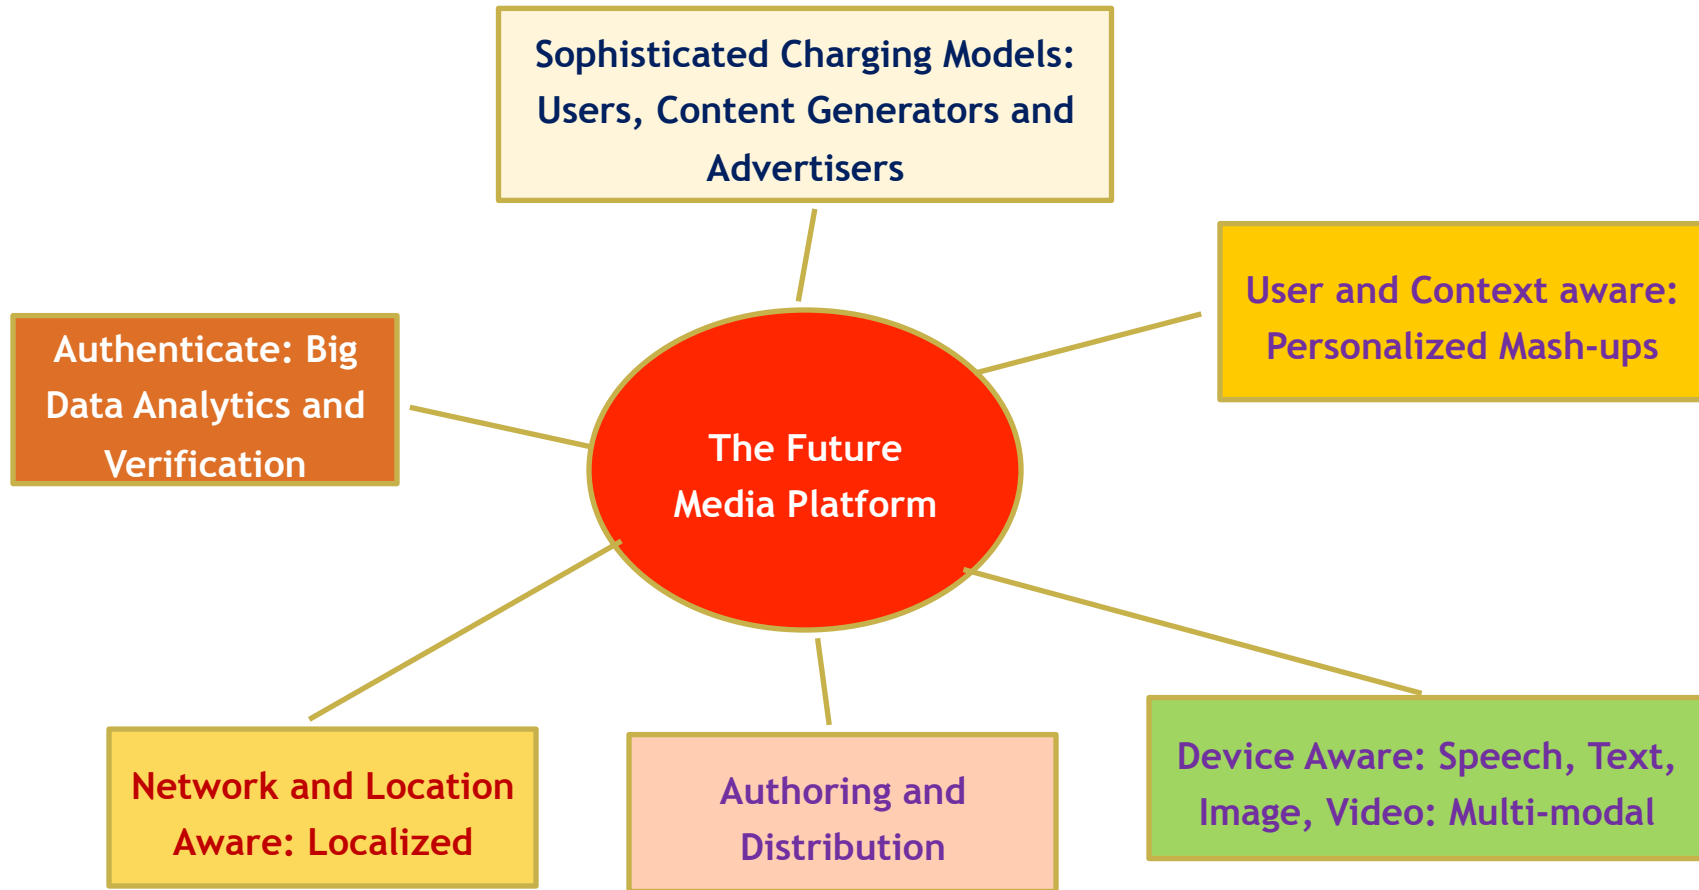 Sophisticated Charging Models:
Users, Content Generators and
Advertisers
User and Context aware:
Personalized Mash-ups
Authenticate: Big
Data Analytics and
Verification
The Future
Media Platform
Network and Location
Aware: Localized
Authoring and
Distribution
Device Aware: Speech, Text,
Image, Video: Multi-modal